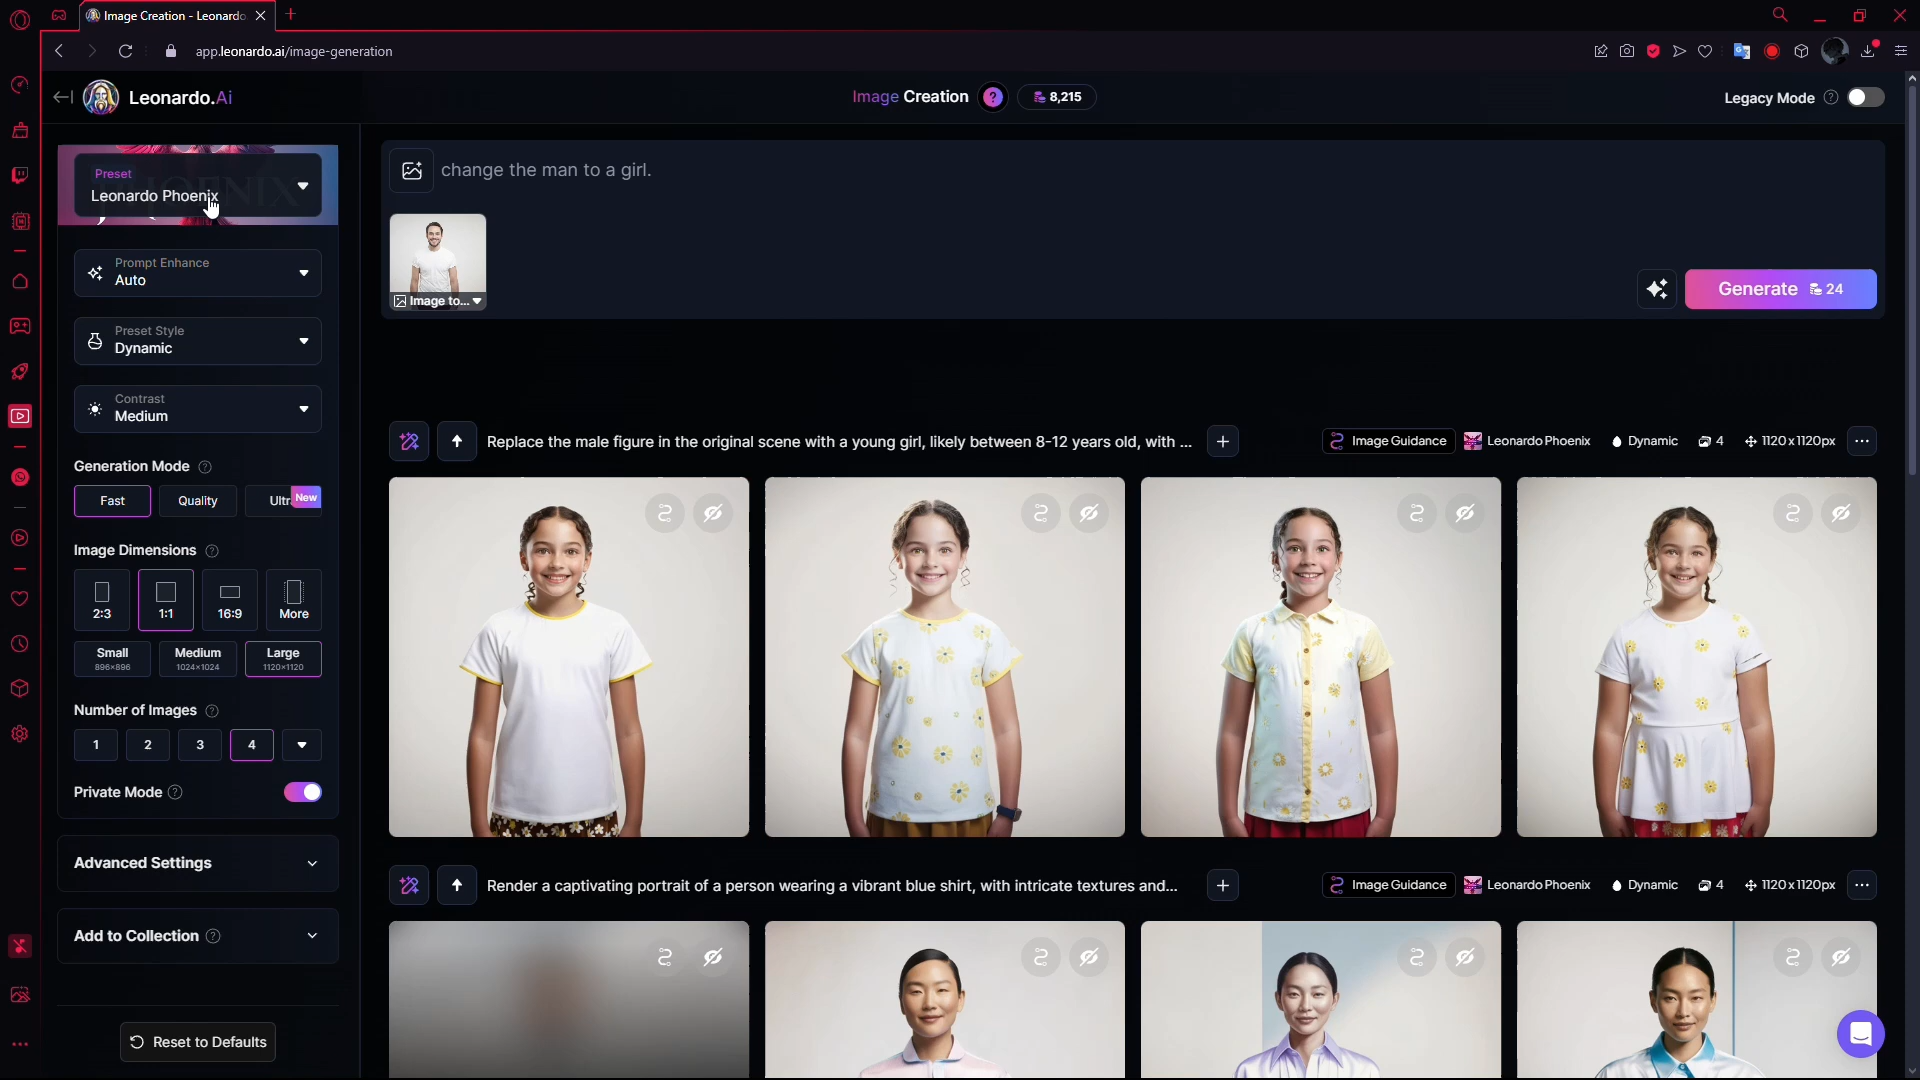 Image Creation - Leonardo
app.leonardo.ai/image-generation
Leonardo.Ai
Image Creation
?
8,215
Legacy Mode
Preset
Leonardo Phoenix
Prompt Enhance
Auto
Preset Style
Dynamic
Contrast
Medium
Generation Mode
Fast
Quality
Ultr
New
Image Dimensions
2:3
1:1
16:9
More
Small
896×896
Medium
1024×1024
Large
1120×1120
Number of Images
1
2
3
4
Private Mode
Advanced Settings
Add to Collection
Reset to Defaults
change the man to a girl.
Image to...
Generate 24
Replace the male figure in the original scene with a young girl, likely between 8-12 years old, with ...
Image Guidance
Leonardo Phoenix
Dynamic
4
1120x1120px
Render a captivating portrait of a person wearing a vibrant blue shirt, with intricate textures and...
Image Guidance
Leonardo Phoenix
Dynamic
4
1120x1120px